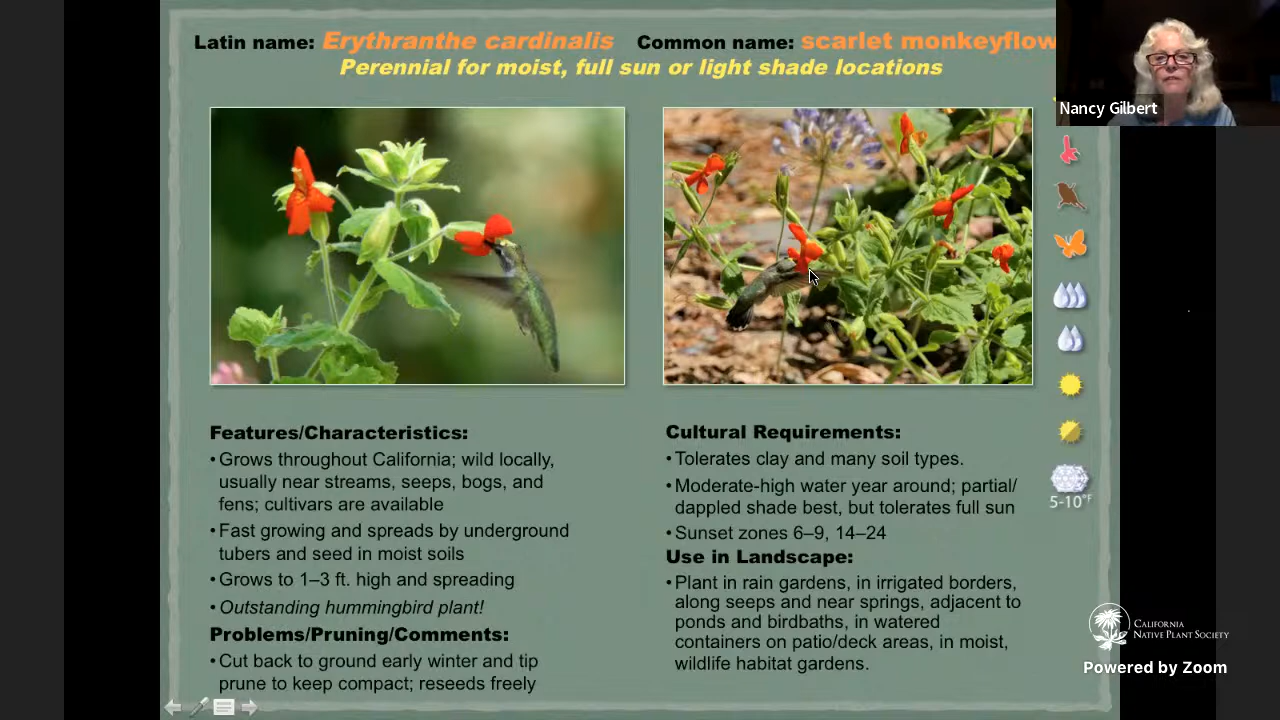 Latin name: Erythranthe cardinalis Common name: scarlet monkeyflow
Perennial for moist, full sun or light shade locations
Nancy Gilbert
Features/Characteristics:
• Grows throughout California; wild locally,
usually near streams, seeps, bogs, and
fens; cultivars are available
• Fast growing and spreads by underground
tubers and seed in moist soils
• Grows to 1–3 ft. high and spreading
• Outstanding hummingbird plant!
Problems/Pruning/Comments:
• Cut back to ground early winter and tip
prune to keep compact; reseeds freely
Cultural Requirements:
• Tolerates clay and many soil types.
• Moderate-high water year around; partial/
dappled shade best, but tolerates full sun
• Sunset zones 6–9, 14–24
Use in Landscape:
• Plant in rain gardens, in irrigated borders,
along seeps and near springs, adjacent to
ponds and birdbaths, in watered
containers on patio/deck areas, in moist,
wildlife habitat gardens.
5-10°F
CALIFORNIA
NATIVE PLANT SOCIETY
Powered by Zoom